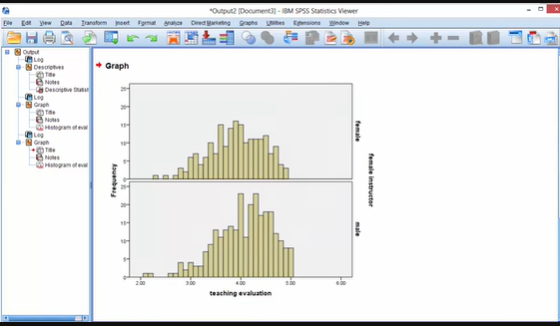 *Output2 [Document3] - IBM SPSS Statistics Viewer
File Edit View Data Transform Insert Format Analyze Direct Marketing Graphs Utilities Extensions Window Help
Output
Log
Descriptives
Title
Notes
Descriptive Statist
Log
Graph
Title
Notes
Histogram of eval
Log
Graph
Title
Notes
Histogram of eval
Graph
25
20
15
10
5
0
female
25
20
15
10
5
0
male
Frequency
female instructor
2.00 3.00 4.00 5.00 6.00
teaching evaluation